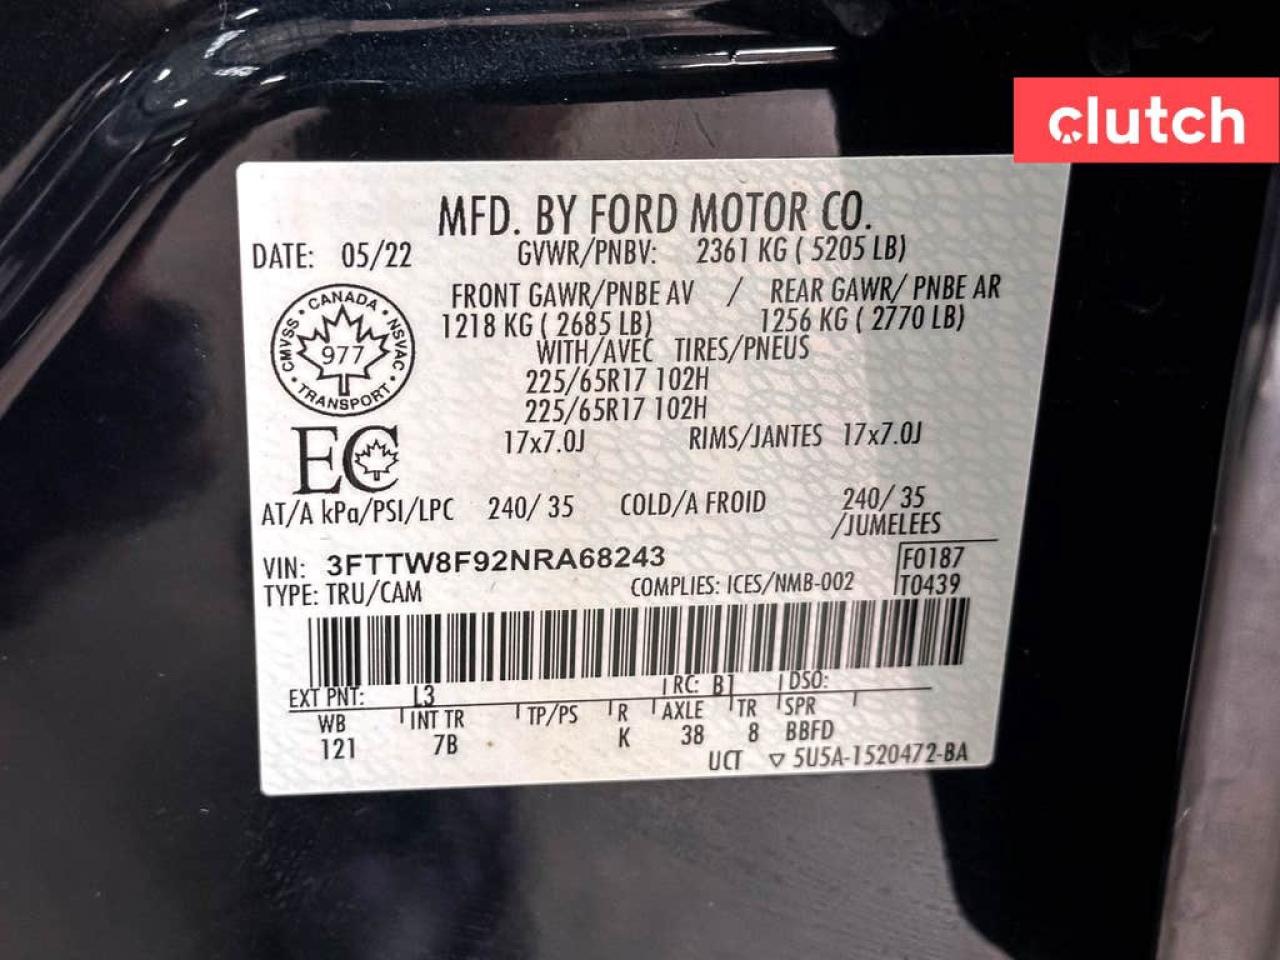 clutch
MFD. BY FORD MOTOR CO.
DATE: 05/22 GVWR/PNBV: 2361 KG ( 5205 LB)
FRONT GAWR/PNBE AV / REAR GAWR/ PNBE AR
1218 KG ( 2685 LB) 1256 KG ( 2770 LB)
WITH/AVEC TIRES/PNEUS
225/65R17 102H
225/65R17 102H
17x7.0J RIMS/JANTES 17x7.0J
CANADA
CMVSS 977 NSVAC
TRANSPORT
EC
AT/A kPa/PSI/LPC 240/ 35 COLD/A FROID 240/ 35
/JUMELEES
VIN: 3FTTW8F92NRA68243 F0187
TYPE: TRU/CAM COMPLIES: ICES/NMB-002 T0439
EXT PNT: L3 RC: B1 DSO:
WB INT TR TP/PS R AXLE TR SPR
121 7B K 38 8 BBFD
UCT ▽ 5U5A-1520472-BA